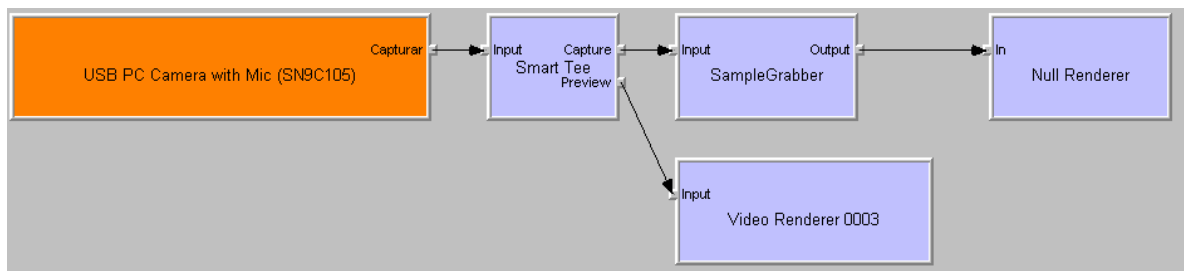 Capturar
USB PC Camera with Mic (SN9C105)
Input
Capture
Smart Tee
Preview
Input
Output
SampleGrabber
In
Null Renderer
Input
Video Renderer 0003